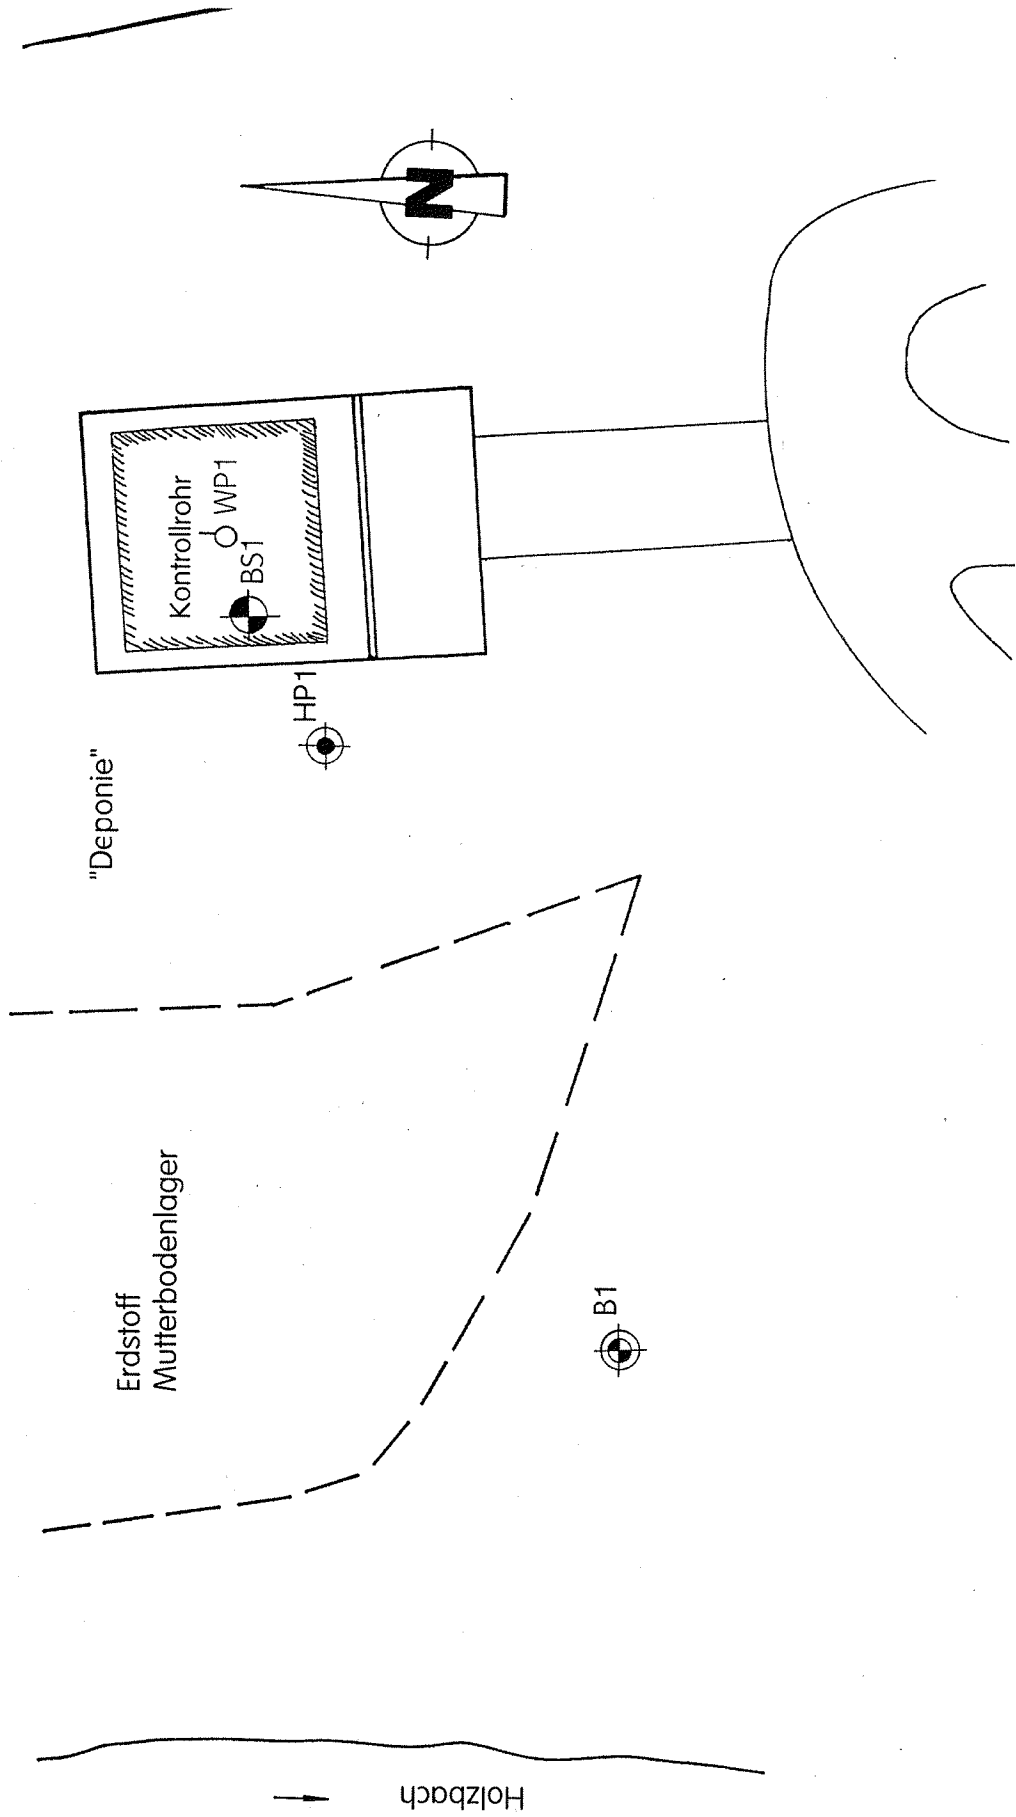 N
Kontrollrohr
WP1
BS1
HP1
"Deponie"
Erdstoff
Mutterbodenlager
B1
Holzbach